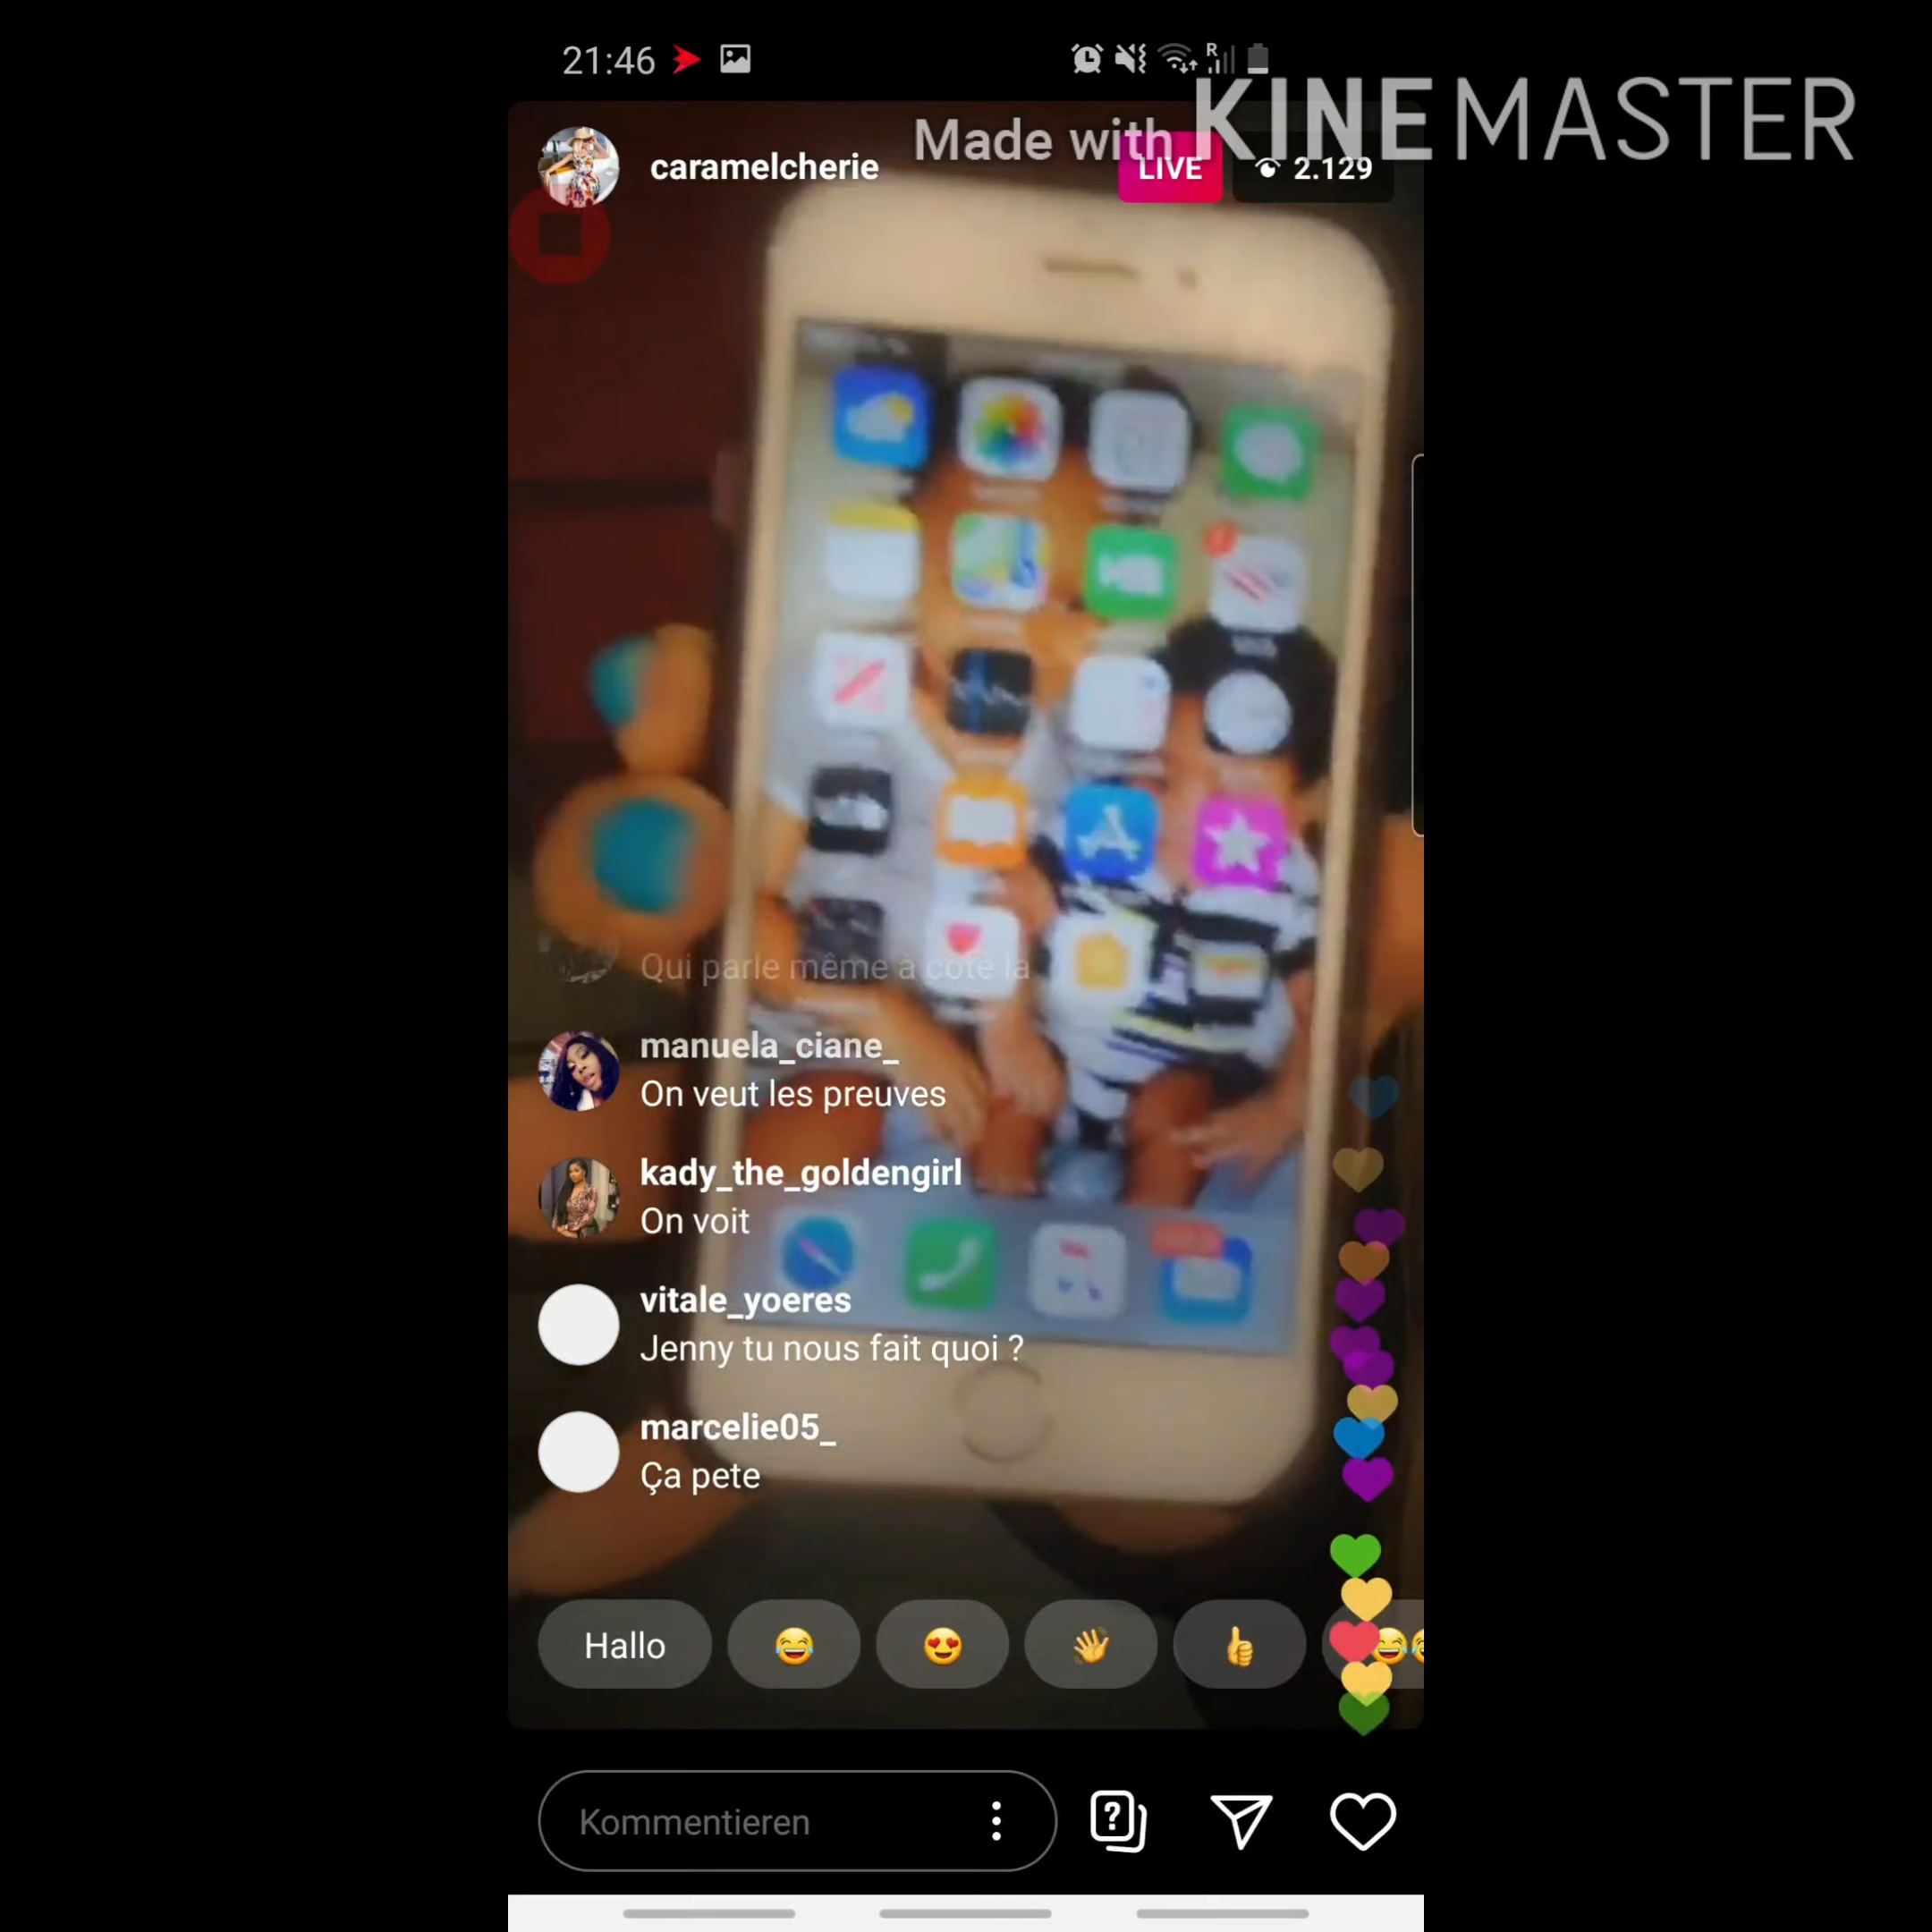 21:46
Made with KINEMASTER
caramelcherie
LIVE
2.129
Qui parle même à coté la
manuela_ciane_
On veut les preuves
kady_the_goldengirl
On voit
vitale_yoeres
Jenny tu nous fait quoi ?
marcelie05_
Ça pete
Hallo
Kommentieren